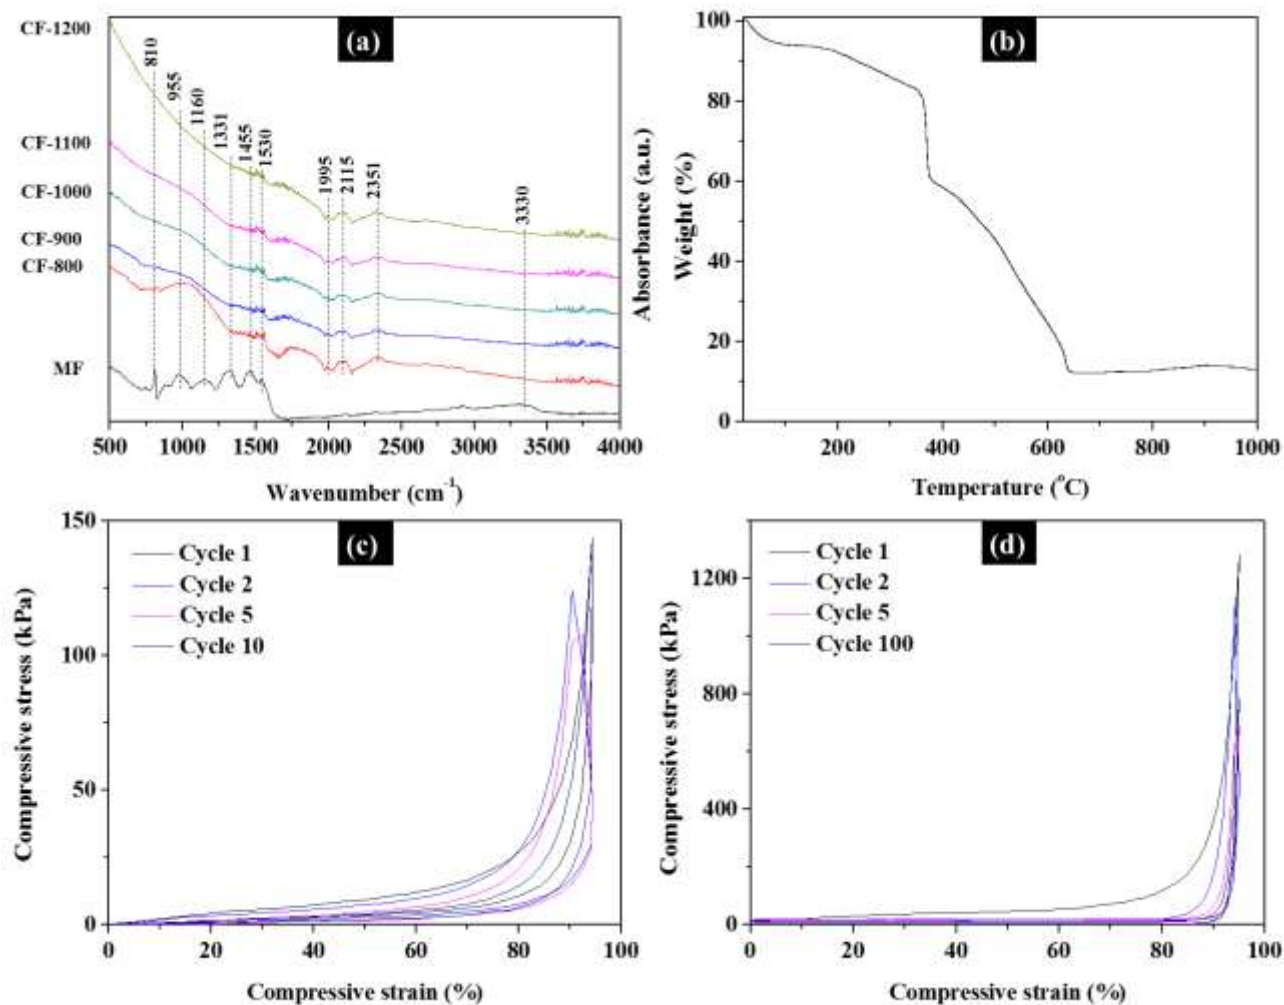 (a)
CF-1200
CF-1100
CF-1000
CF-900
CF-800
MF
810
955
1160
1331
1455
1530
1995
2115
2351
3330
Absorbance (a.u.)
500 1000 1500 2000 2500 3000 3500 4000
Wavenumber (cm-1)
(b)
Weight (%)
100
80
60
40
20
0
200 400 600 800 1000
Temperature (oC)
(c)
Cycle 1
Cycle 2
Cycle 5
Cycle 10
Compressive stress (kPa)
150
100
50
0
0 20 40 60 80 100
Compressive strain (%)
(d)
Cycle 1
Cycle 2
Cycle 5
Cycle 100
Compressive stress (kPa)
1200
800
400
0
0 20 40 60 80 100
Compressive strain (%)